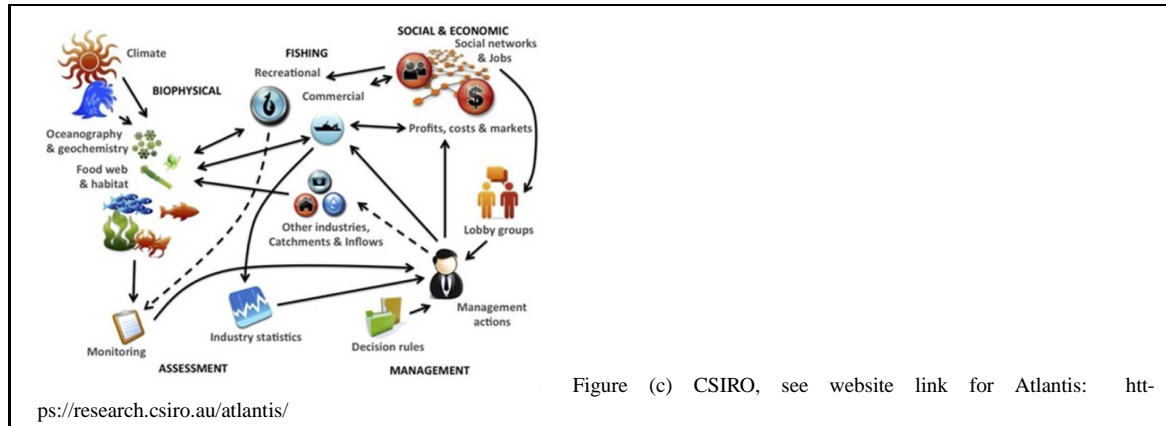 SOCIAL & ECONOMIC
Social networks
& Jobs
Climate
FISHING
Recreational
BIOPHYSICAL
Commercial
Oceanography
& geochemistry
Profits, costs & markets
Food web
& habitat
Other industries,
Catchments & Inflows
Lobby groups
Management
actions
Industry statistics
Decision rules
Monitoring
ASSESSMENT
MANAGEMENT
Figure (c) CSIRO, see website link for Atlantis: htt-
ps://research.csiro.au/atlantis/